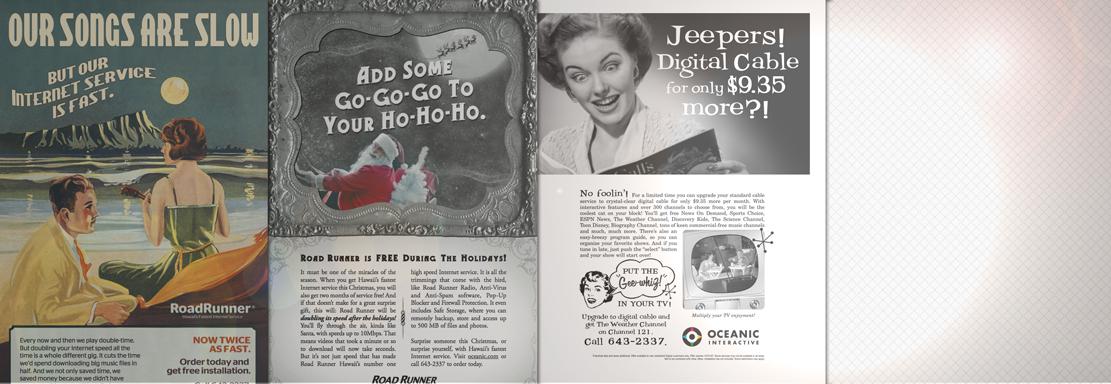 OUR SONGS ARE SLOW
BUT OUR
INTERNET SERVICE
IS FAST.
RoadRunner
Hawaii's Fastest Internet Service
Every now and then we play double-time.
But doubling your Internet speed all the
time is a whole different gig. It cuts the time
we'd spend downloading big music files in
half. And we not only saved time, we
saved money because we didn't have
NOW TWICE
AS FAST.
Order today and
get free installation.
ADD SOME
GO-GO-GO TO
YOUR HO-HO-HO.
ROAD RUNNER IS FREE DURING THE HOLIDAYS!
It must be one of the miracles of the
season. When you get Hawaii's fastest
Internet service this Christmas, you will
also get two months of service free! And
if that doesn't make for a great surprise
gift, this will: Road Runner will be
doubling its speed after the holidays!
You'll fly through the air, kinda like
Santa, with speeds up to 10Mbps. That
means videos that took a minute or so
to download will now take seconds.
But it's not just speed that has made
Road Runner Hawaii's number one
high speed Internet service. It is all the
trimmings that come with the bird,
like Road Runner Radio, Anti-Virus
and Anti-Spam software, Pop-Up
Blocker and Firewall Protection. It even
includes Safe Storage, where you can
remotely backup, store and access up
to 500 MB of files and photos.
Surprise someone this Christmas, or
surprise yourself, with Hawaii's fastest
Internet service. Visit oceanic.com or
call 643-2337 to order today.
ROAD RUNNER
Jeepers!
Digital Cable
for only $9.35
more?!
No foolin'! For a limited time you can upgrade your standard cable
service to crystal-clear digital cable for only $9.35 more per month. With
interactive features and over 300 channels to choose from, you will be the
coolest cat on your block! You'll get free News On Demand, Sports Choice,
ESPN News, The Weather Channel, Discovery Kids, The Science Channel,
Toon Disney, Biography Channel, tons of keen commercial-free music channels
and much, much more. There's also an
easy-breezy program guide, so you can
organize your favorite shows. And if you
tune in late, just push the "select" button
and the show will start over!
PUT THE
Gee-whiz!
IN YOUR TV!
Multiply your TV enjoyment!
Upgrade to digital cable and
get The Weather Channel
on Channel 121.
Call 643-2337.
OCEANIC
INTERACTIVE